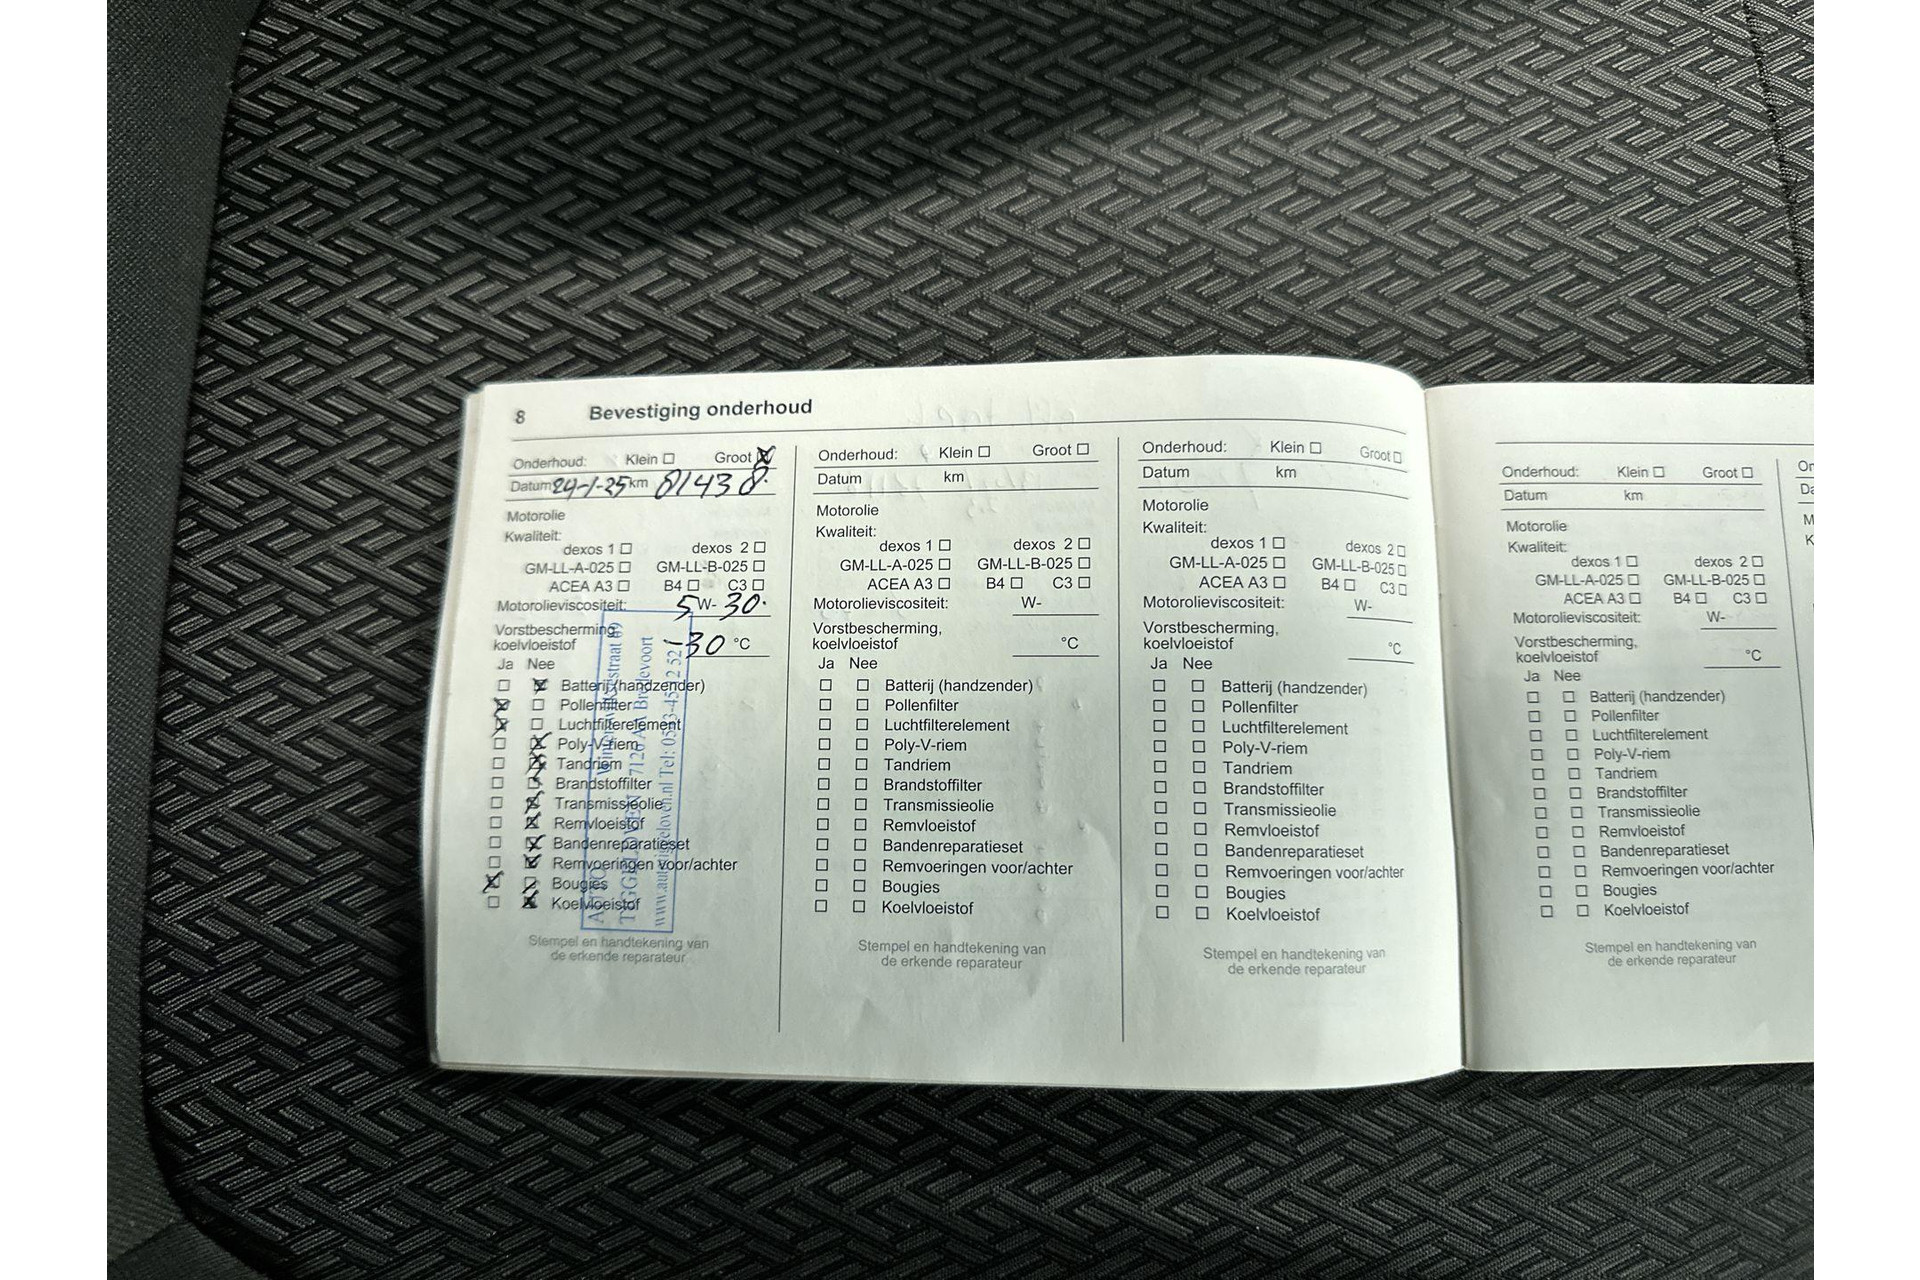 8 Bevestiging onderhoud
Onderhoud: Klein ☐ Groot ☒
Datum 24-1-25 km 81438
Motorolie
Kwaliteit:
dexos 1 ☐ dexos 2 ☐
GM-LL-A-025 ☐ GM-LL-B-025 ☐
ACEA A3 ☐ B4 ☐ C3 ☐
Motorolieviscositeit: 5 W- 30
Vorstbescherming,
koelvloeistof -30 °C
Ja Nee
☐ ☒ Batterij (handzender)
☒ ☐ Pollenfilter
☒ ☐ Luchtfilterelement
☐ ☒ Poly-V-riem
☐ ☒ Tandriem
☐ ☒ Brandstoffilter
☐ ☒ Transmissieolie
☐ ☒ Remvloeistof
☐ ☒ Bandenreparatieset
☐ ☒ Remvoeringen voor/achter
☒ ☐ Bougies
☐ ☒ Koelvloeistof
TIGGELOVEN 7126 Bredevoort
Tel: 0543-45
Stempel en handtekening van
de erkende reparateur
Onderhoud: Klein ☐ Groot ☐
Datum km
Motorolie
Kwaliteit:
dexos 1 ☐ dexos 2 ☐
GM-LL-A-025 ☐ GM-LL-B-025 ☐
ACEA A3 ☐ B4 ☐ C3 ☐
Motorolieviscositeit: W-
Vorstbescherming,
koelvloeistof °C
Ja Nee
☐ ☐ Batterij (handzender)
☐ ☐ Pollenfilter
☐ ☐ Luchtfilterelement
☐ ☐ Poly-V-riem
☐ ☐ Tandriem
☐ ☐ Brandstoffilter
☐ ☐ Transmissieolie
☐ ☐ Remvloeistof
☐ ☐ Bandenreparatieset
☐ ☐ Remvoeringen voor/achter
☐ ☐ Bougies
☐ ☐ Koelvloeistof
Stempel en handtekening van
de erkende reparateur
Onderhoud: Klein ☐ Groot ☐
Datum km
Motorolie
Kwaliteit:
dexos 1 ☐ dexos 2 ☐
GM-LL-A-025 ☐ GM-LL-B-025 ☐
ACEA A3 ☐ B4 ☐ C3 ☐
Motorolieviscositeit: W-
Vorstbescherming,
koelvloeistof °C
Ja Nee
☐ ☐ Batterij (handzender)
☐ ☐ Pollenfilter
☐ ☐ Luchtfilterelement
☐ ☐ Poly-V-riem
☐ ☐ Tandriem
☐ ☐ Brandstoffilter
☐ ☐ Transmissieolie
☐ ☐ Remvloeistof
☐ ☐ Bandenreparatieset
☐ ☐ Remvoeringen voor/achter
☐ ☐ Bougies
☐ ☐ Koelvloeistof
Stempel en handtekening van
de erkende reparateur
Onderhoud: Klein ☐ Groot ☐
Datum km
Motorolie
Kwaliteit:
dexos 1 ☐ dexos 2 ☐
GM-LL-A-025 ☐ GM-LL-B-025 ☐
ACEA A3 ☐ B4 ☐ C3 ☐
Motorolieviscositeit: W-
Vorstbescherming,
koelvloeistof °C
Ja Nee
☐ ☐ Batterij (handzender)
☐ ☐ Pollenfilter
☐ ☐ Luchtfilterelement
☐ ☐ Poly-V-riem
☐ ☐ Tandriem
☐ ☐ Brandstoffilter
☐ ☐ Transmissieolie
☐ ☐ Remvloeistof
☐ ☐ Bandenreparatieset
☐ ☐ Remvoeringen voor/achter
☐ ☐ Bougies
☐ ☐ Koelvloeistof
Stempel en handtekening van
de erkende reparateur